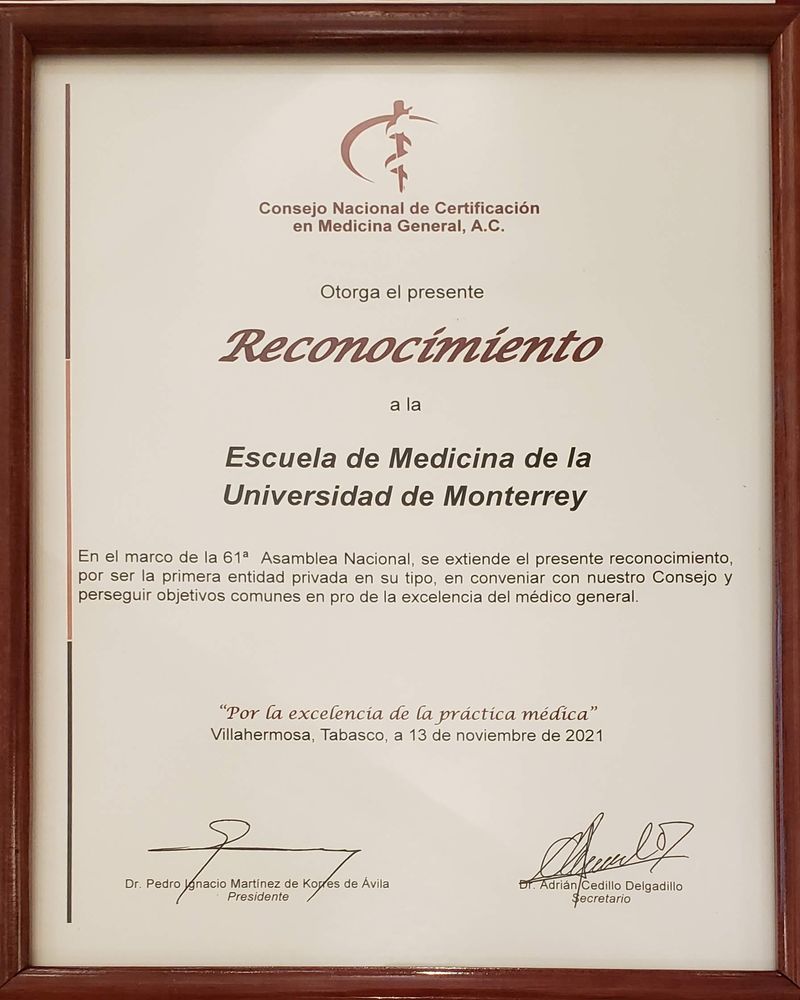 Consejo Nacional de Certificación
en Medicina General, A.C.
Otorga el presente
Reconocimiento
a la
Escuela de Medicina de la
Universidad de Monterrey
En el marco de la 61ª Asamblea Nacional, se extiende el presente reconocimiento,
por ser la primera entidad privada en su tipo, en conveniar con nuestro Consejo y
perseguir objetivos comunes en pro de la excelencia del médico general.
“Por la excelencia de la práctica médica”
Villahermosa, Tabasco, a 13 de noviembre de 2021
Dr. Pedro Ignacio Martínez de Korres de Ávila
Presidente
Dr. Adrián Cedillo Delgadillo
Secretario